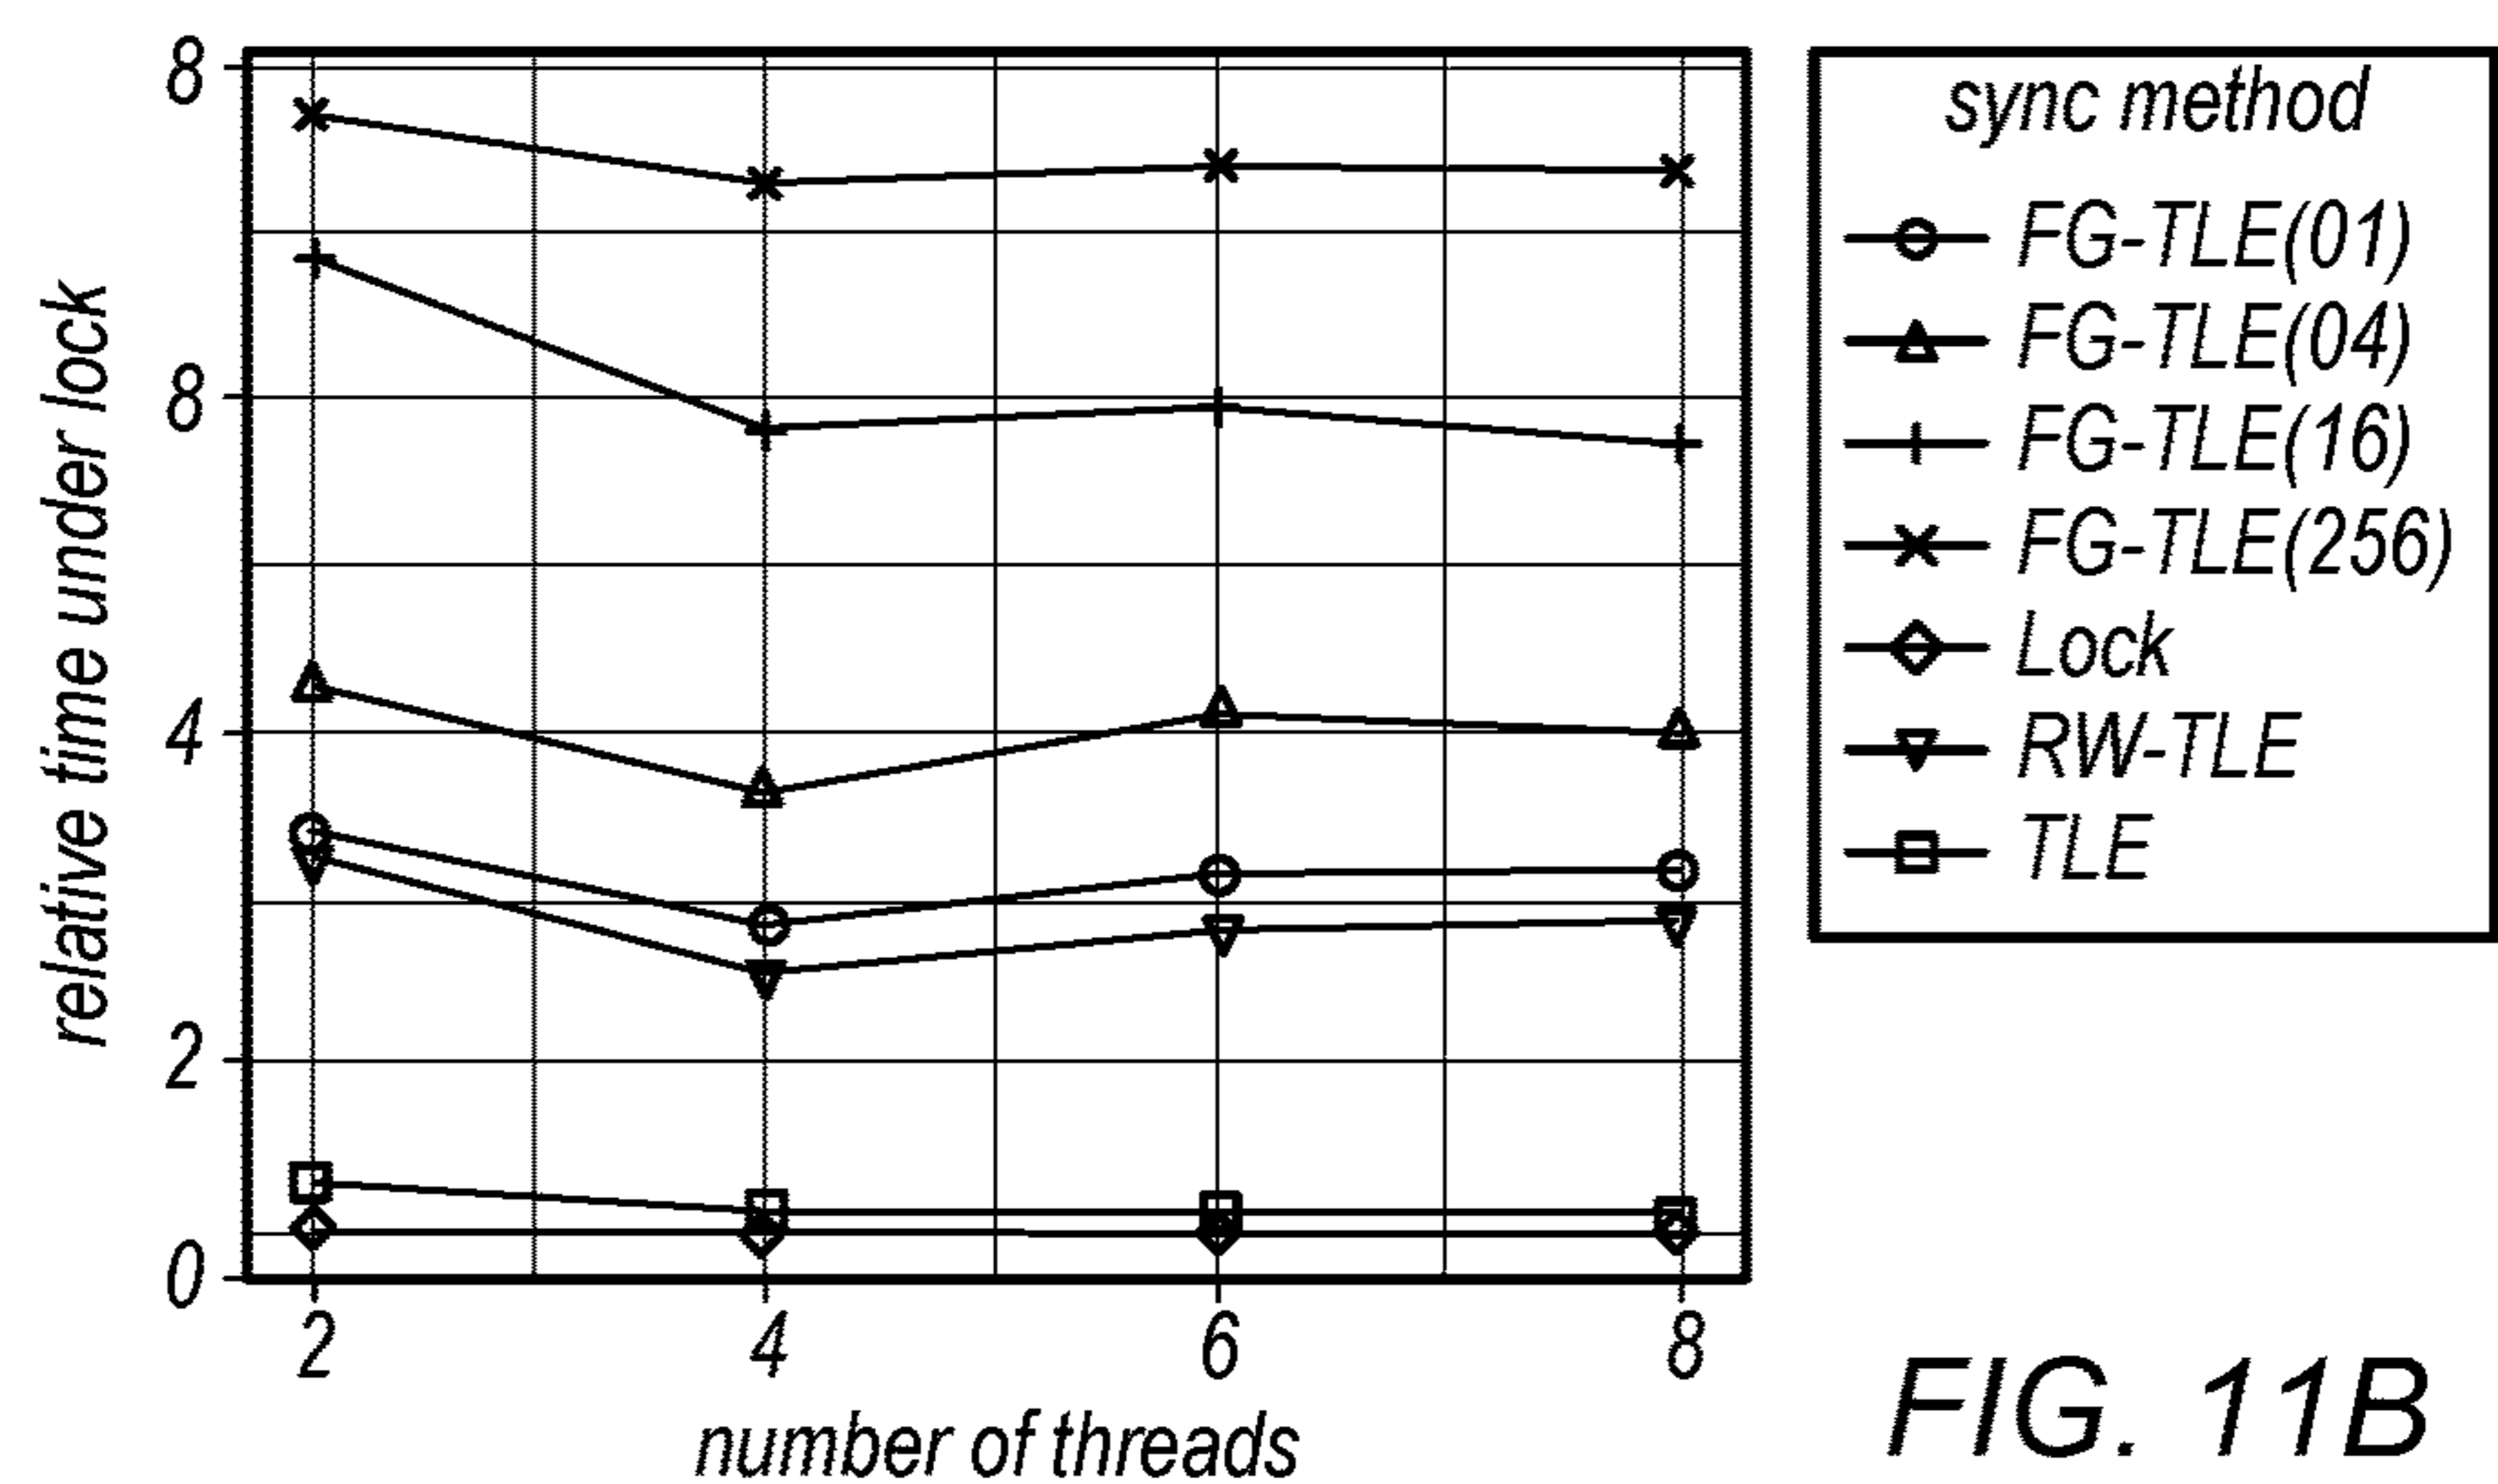 relative time under lock
8
8
4
2
0
2 4 6 8
number of threads
sync method
FG-TLE(01)
FG-TLE(04)
FG-TLE(16)
FG-TLE(256)
Lock
RW-TLE
TLE
FIG. 11B